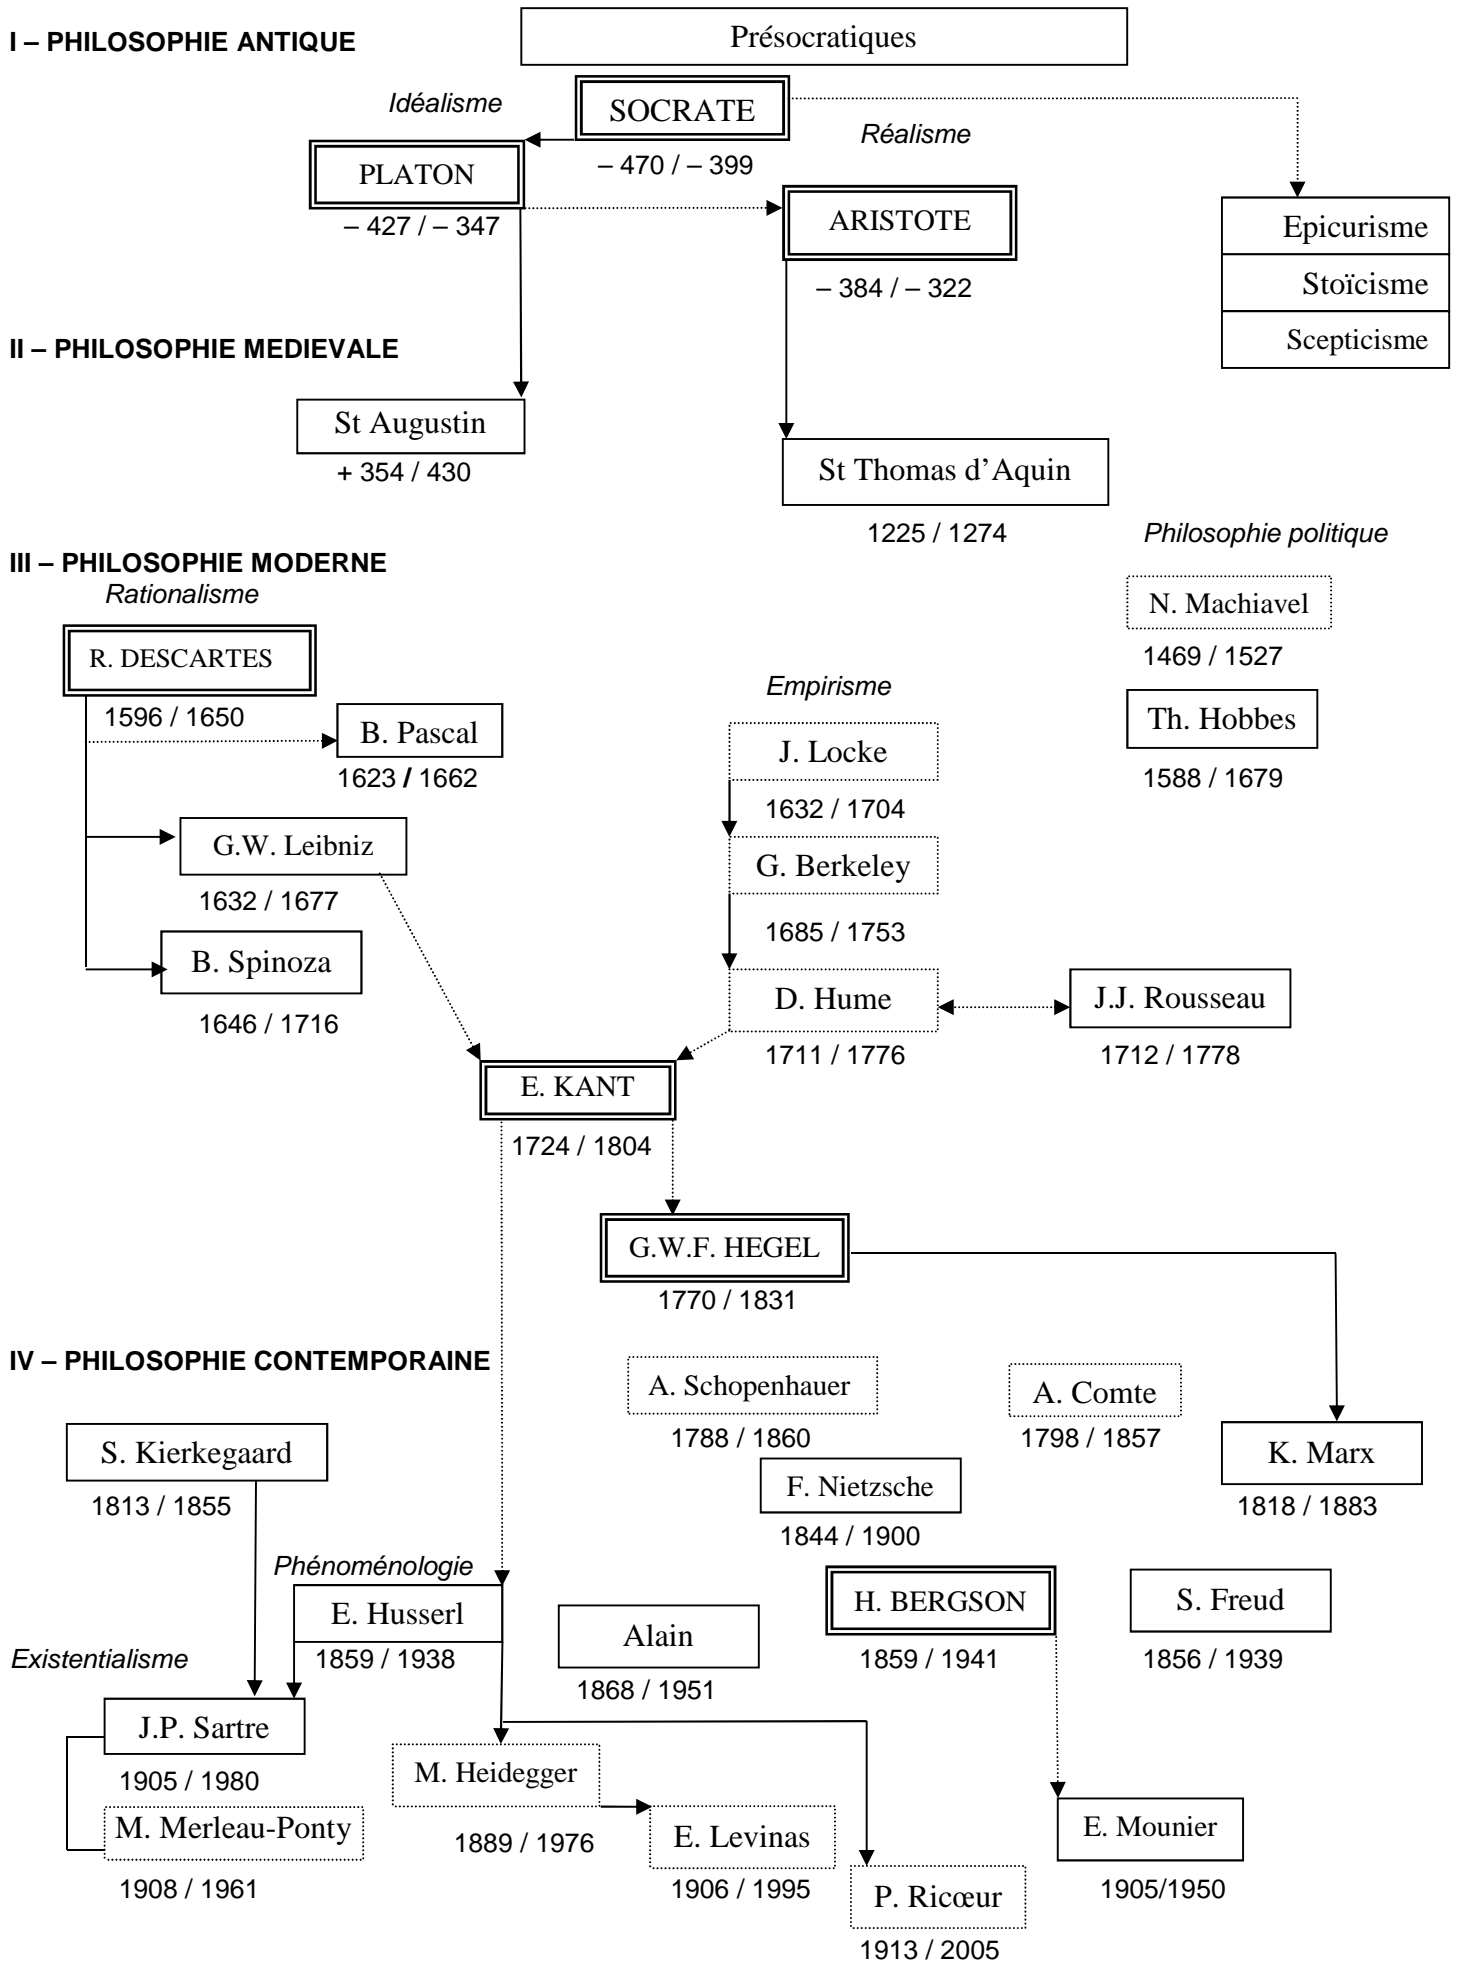 I – PHILOSOPHIE ANTIQUE
Présocratiques
Idéalisme
SOCRATE
– 470 / – 399
Réalisme
PLATON
– 427 / – 347
ARISTOTE
– 384 / – 322
Epicurisme
Stoïcisme
Scepticisme
II – PHILOSOPHIE MEDIEVALE
St Augustin
+ 354 / 430
St Thomas d’Aquin
1225 / 1274
Philosophie politique
III – PHILOSOPHIE MODERNE
Rationalisme
N. Machiavel
1469 / 1527
R. DESCARTES
1596 / 1650
Empirisme
Th. Hobbes
1588 / 1679
B. Pascal
1623 / 1662
J. Locke
1632 / 1704
G.W. Leibniz
1632 / 1677
G. Berkeley
1685 / 1753
B. Spinoza
1646 / 1716
D. Hume
1711 / 1776
J.J. Rousseau
1712 / 1778
E. KANT
1724 / 1804
G.W.F. HEGEL
1770 / 1831
IV – PHILOSOPHIE CONTEMPORAINE
A. Schopenhauer
1788 / 1860
A. Comte
1798 / 1857
S. Kierkegaard
1813 / 1855
K. Marx
1818 / 1883
F. Nietzsche
1844 / 1900
Phénoménologie
E. Husserl
1859 / 1938
Alain
1868 / 1951
H. BERGSON
1859 / 1941
S. Freud
1856 / 1939
Existentialisme
J.P. Sartre
1905 / 1980
M. Heidegger
1889 / 1976
M. Merleau-Ponty
1908 / 1961
E. Levinas
1906 / 1995
E. Mounier
1905/1950
P. Ricœur
1913 / 2005